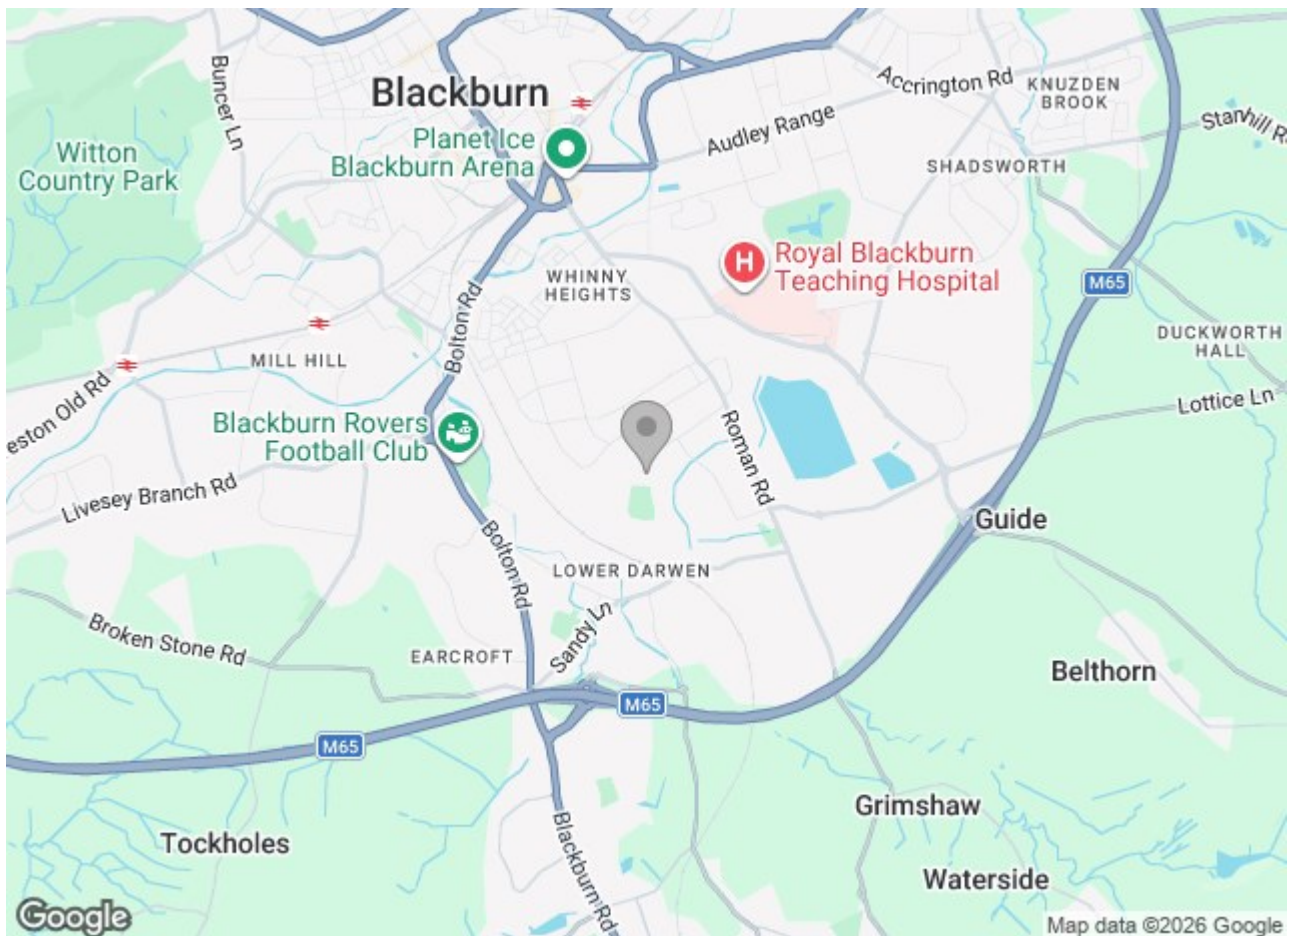 Buncer Ln
Blackburn
Accrington Rd
KNUZDEN
BROOK
Audley Range
Stanhill R
Planet Ice
Blackburn Arena
Witton
Country Park
SHADSWORTH
Royal Blackburn
Teaching Hospital
H
WHINNY
HEIGHTS
M65
Bolton Rd
MILL HILL
DUCKWORTH
HALL
eston Old Rd
Lottice Ln
Blackburn Rovers
Football Club
Roman Rd
Livesey Branch Rd
Guide
Bolton Rd
LOWER DARWEN
Sandy Ln
Broken Stone Rd
EARCROFT
Belthorn
M65
M65
Grimshaw
Tockholes
Blackburn Rd
Waterside
Google
Map data ©2026 Google